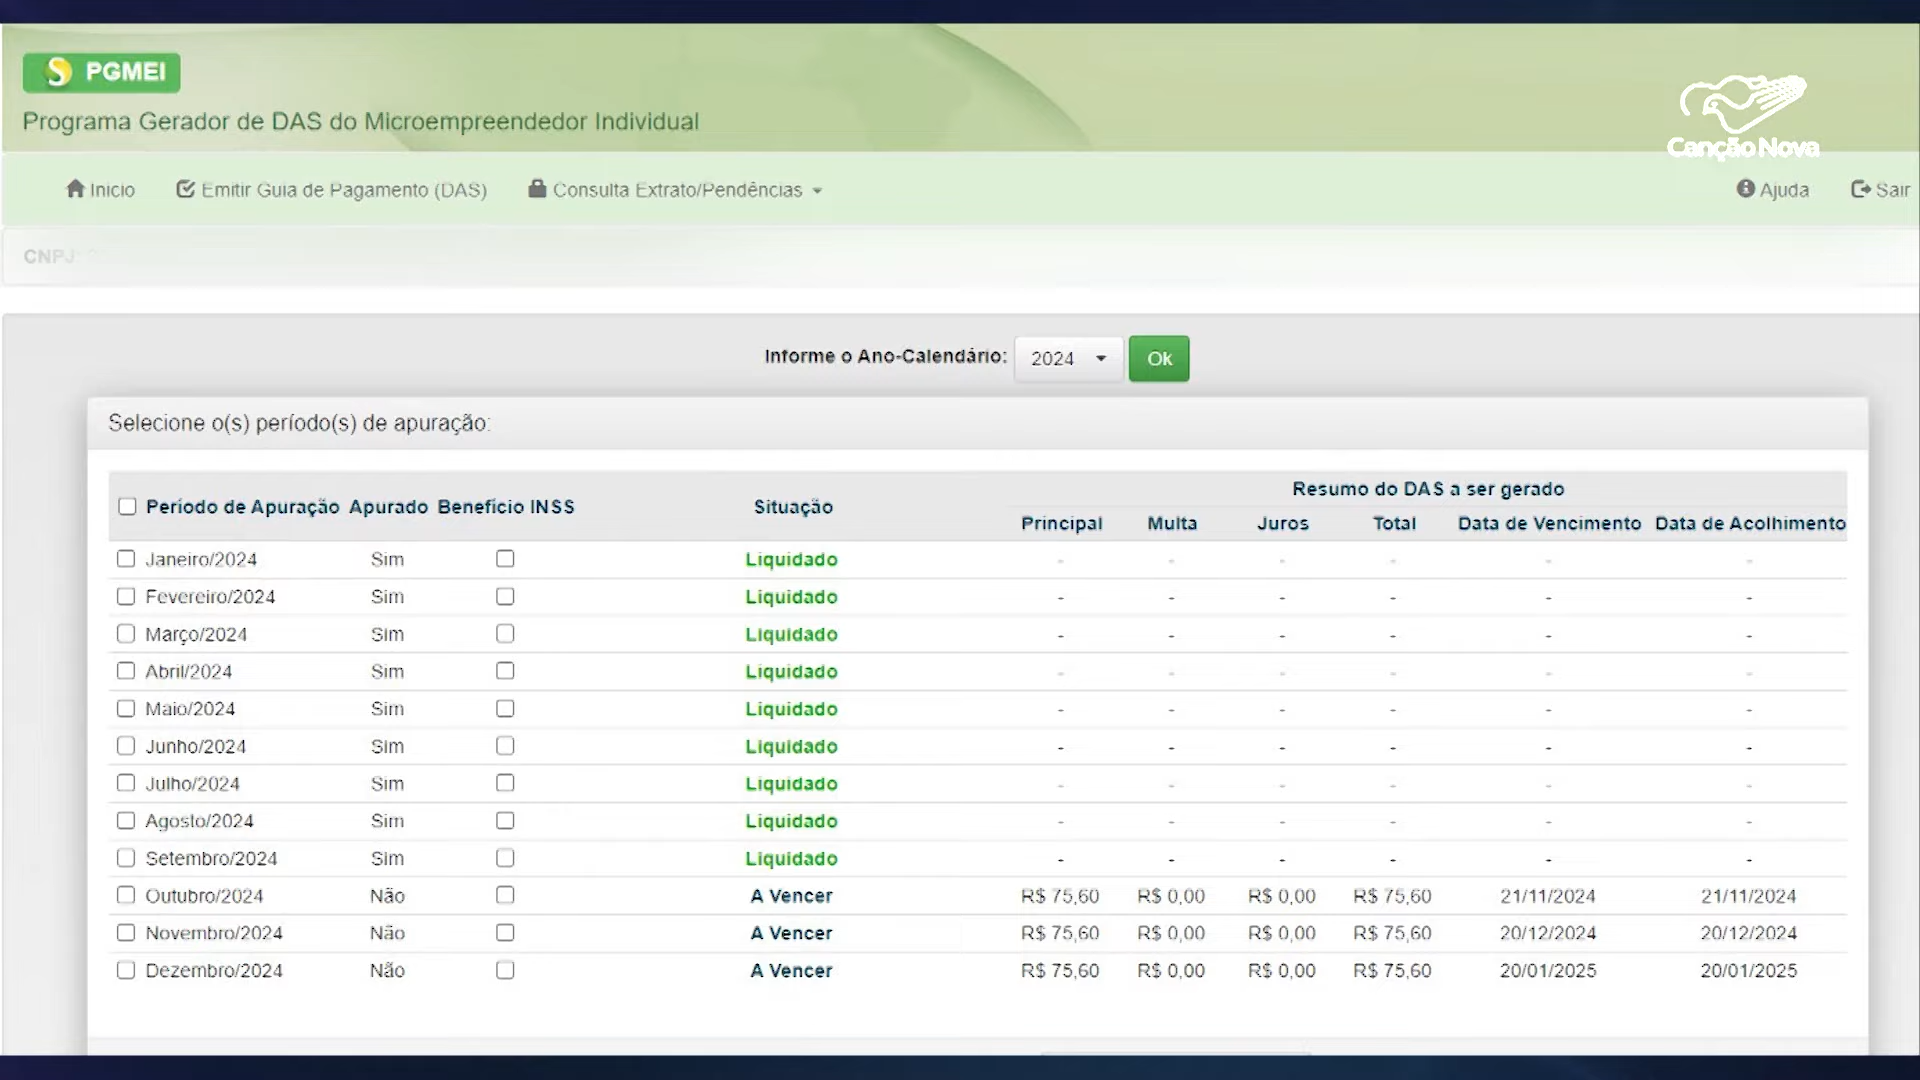 PGMEI
Programa Gerador de DAS do Microempreendedor Individual
Canção Nova
Inicio Emitir Guia de Pagamento (DAS) Consulta Extrato/Pendências Ajuda Sair
CNPJ:
Informe o Ano-Calendário: 2024 Ok
Selecione o(s) período(s) de apuração:
Resumo do DAS a ser gerado
Período de Apuração Apurado Benefício INSS Situação
Principal Multa Juros Total Data de Vencimento Data de Acolhimento
Janeiro/2024 Sim Liquidado - - - - - -
Fevereiro/2024 Sim Liquidado - - - - - -
Março/2024 Sim Liquidado - - - - - -
Abril/2024 Sim Liquidado - - - - - -
Maio/2024 Sim Liquidado - - - - - -
Junho/2024 Sim Liquidado - - - - - -
Julho/2024 Sim Liquidado - - - - - -
Agosto/2024 Sim Liquidado - - - - - -
Setembro/2024 Sim Liquidado - - - - - -
Outubro/2024 Não A Vencer R$ 75,60 R$ 0,00 R$ 0,00 R$ 75,60 21/11/2024 21/11/2024
Novembro/2024 Não A Vencer R$ 75,60 R$ 0,00 R$ 0,00 R$ 75,60 20/12/2024 20/12/2024
Dezembro/2024 Não A Vencer R$ 75,60 R$ 0,00 R$ 0,00 R$ 75,60 20/01/2025 20/01/2025